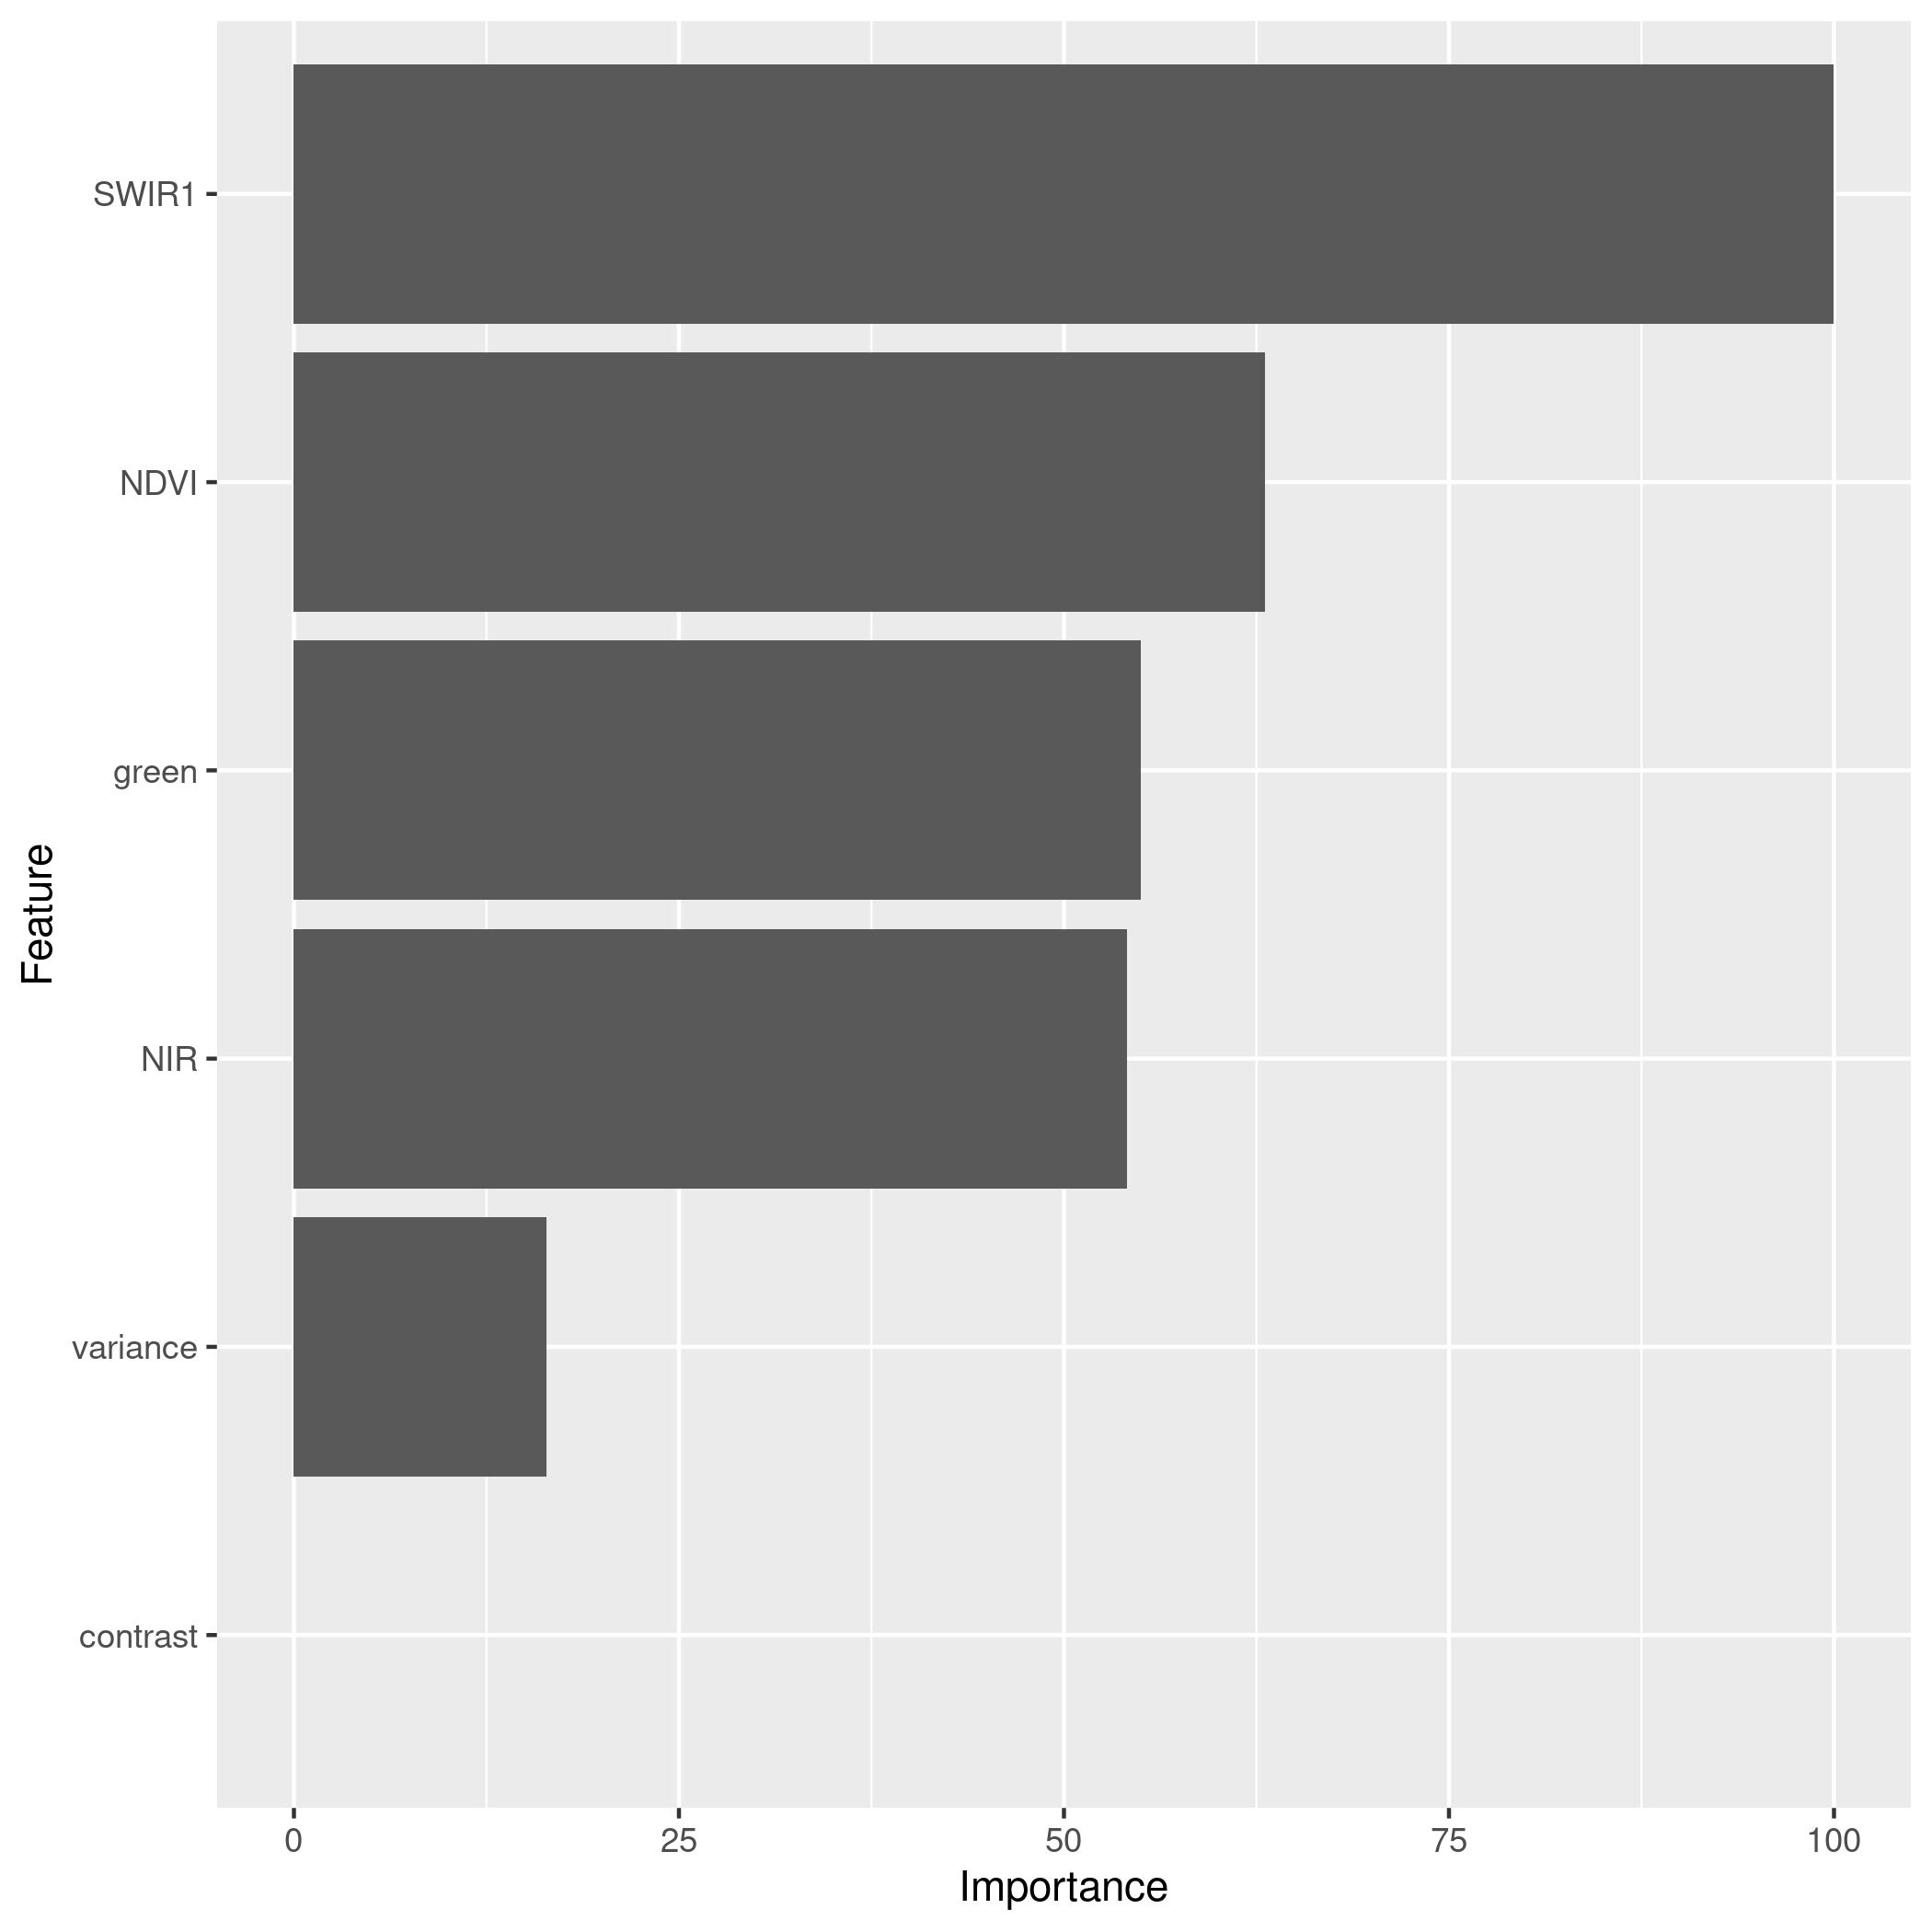 SWIR1
NDVI
green
NIR
variance
contrast
Feature
0 25 50 75 100
Importance